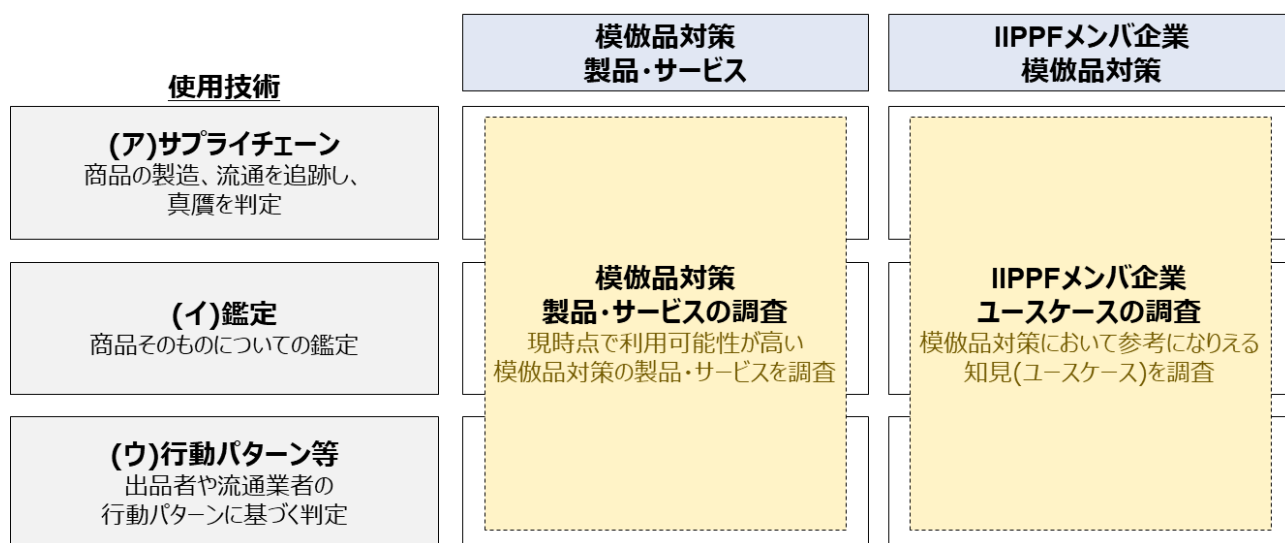 模倣品対策
製品・サービス
IIPPFメンバ企業
模倣品対策
使用技術
(ア)サプライチェーン
商品の製造、流通を追跡し、
真贋を判定
(イ)鑑定
商品そのものについての鑑定
(ウ)行動パターン等
出品者や流通業者の
行動パターンに基づく判定
模倣品対策
製品・サービスの調査
現時点で利用可能性が高い
模倣品対策の製品・サービスを調査
IIPPFメンバ企業
ユースケースの調査
模倣品対策において参考になりえる
知見(ユースケース)を調査